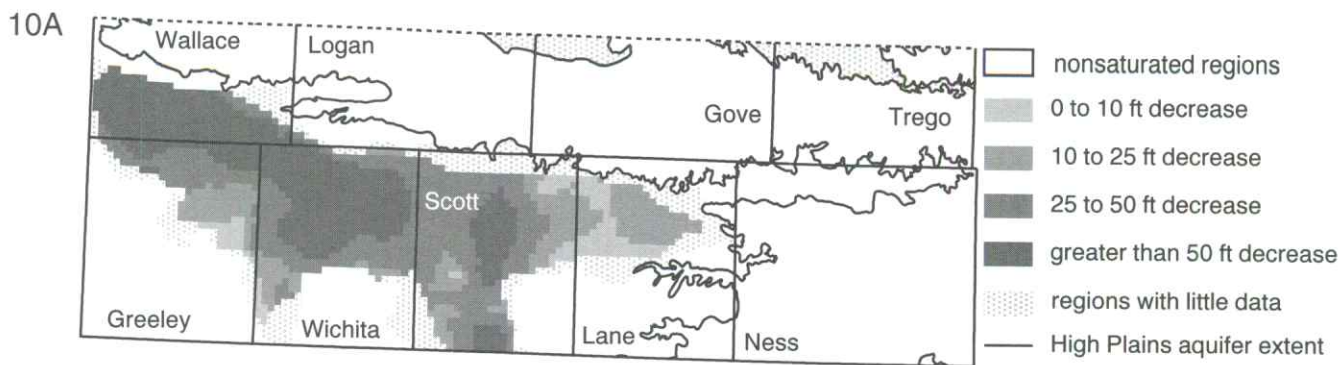 10A
Wallace
Logan
Gove
Trego
Scott
Greeley
Wichita
Lane
Ness
nonsaturated regions
0 to 10 ft decrease
10 to 25 ft decrease
25 to 50 ft decrease
greater than 50 ft decrease
regions with little data
High Plains aquifer extent